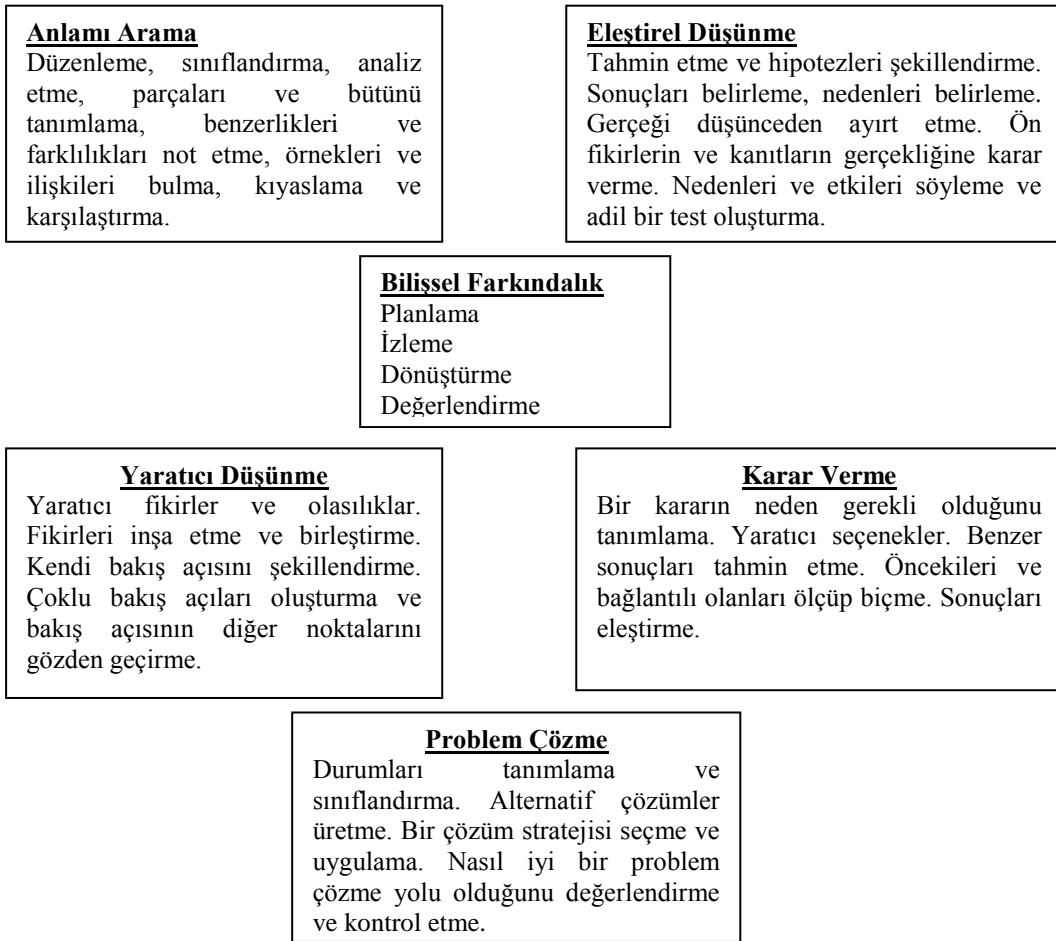 Anlamı Arama
Düzenleme, sınıflandırma, analiz
etme, parçaları ve bütünü
tanımlama, benzerlikleri ve
farklılıkları not etme, örnekleri ve
ilişkileri bulma, kıyaslama ve
karşılaştırma.
Eleştirel Düşünme
Tahmin etme ve hipotezleri şekillendirme.
Sonuçları belirleme, nedenleri belirleme.
Gerçeği düşünceden ayırt etme. Ön
fikirlerin ve kanıtların gerçekliğine karar
verme. Nedenleri ve etkileri söyleme ve
adil bir test oluşturma.
Bilişsel Farkındalık
Planlama
İzleme
Dönüştürme
Değerlendirme
Yaratıcı Düşünme
Yaratıcı fikirler ve olasılıklar.
Fikirleri inşa etme ve birleştirme.
Kendi bakış açısını şekillendirme.
Çoklu bakış açıları oluşturma ve
bakış açısının diğer noktalarını
gözden geçirme.
Karar Verme
Bir kararın neden gerekli olduğunu
tanımlama. Yaratıcı seçenekler. Benzer
sonuçları tahmin etme. Öncekileri ve
bağlantılı olanları ölçüp biçme. Sonuçları
eleştirme.
Problem Çözme
Durumları tanımlama ve
sınıflandırma. Alternatif çözümler
üretme. Bir çözüm stratejisi seçme ve
uygulama. Nasıl iyi bir problem
çözme yolu olduğunu değerlendirme
ve kontrol etme.